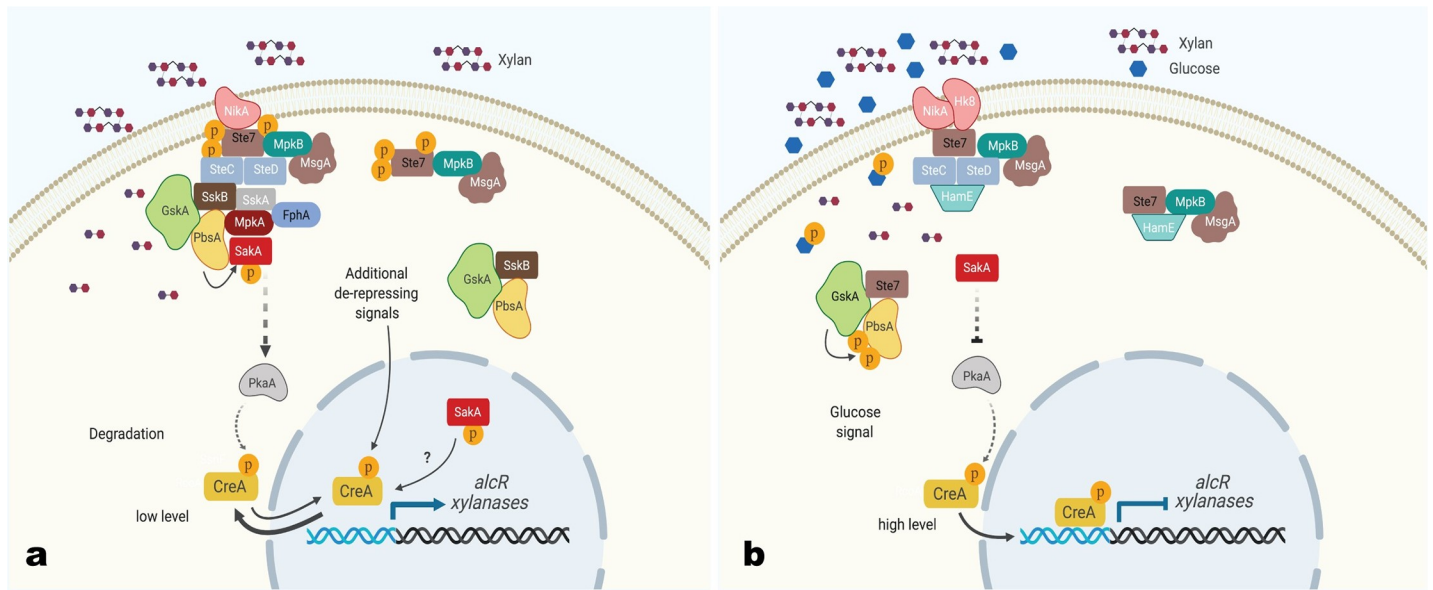 Xylan
NikA
p
p
Ste7
p
MpkB
SteC
SteD
MsgA
p
p
p
Ste7
MpkB
MsgA
GskA
SskB
SskA
MpkA
FphA
PbsA
SakA
p
SskB
GskA
PbsA
Additional
de-repressing
signals
PkaA
SakA
p
Degradation
?
p
CreA
p
CreA
alcR
xylanases
low level
a
Xylan
Glucose
NikA
Hk8
Ste7
MpkB
SteC
SteD
MsgA
HamE
p
p
Ste7
MpkB
HamE
MsgA
SakA
GskA
Ste7
PbsA
p
p
PkaA
Glucose
signal
p
CreA
p
CreA
alcR
xylanases
high level
b